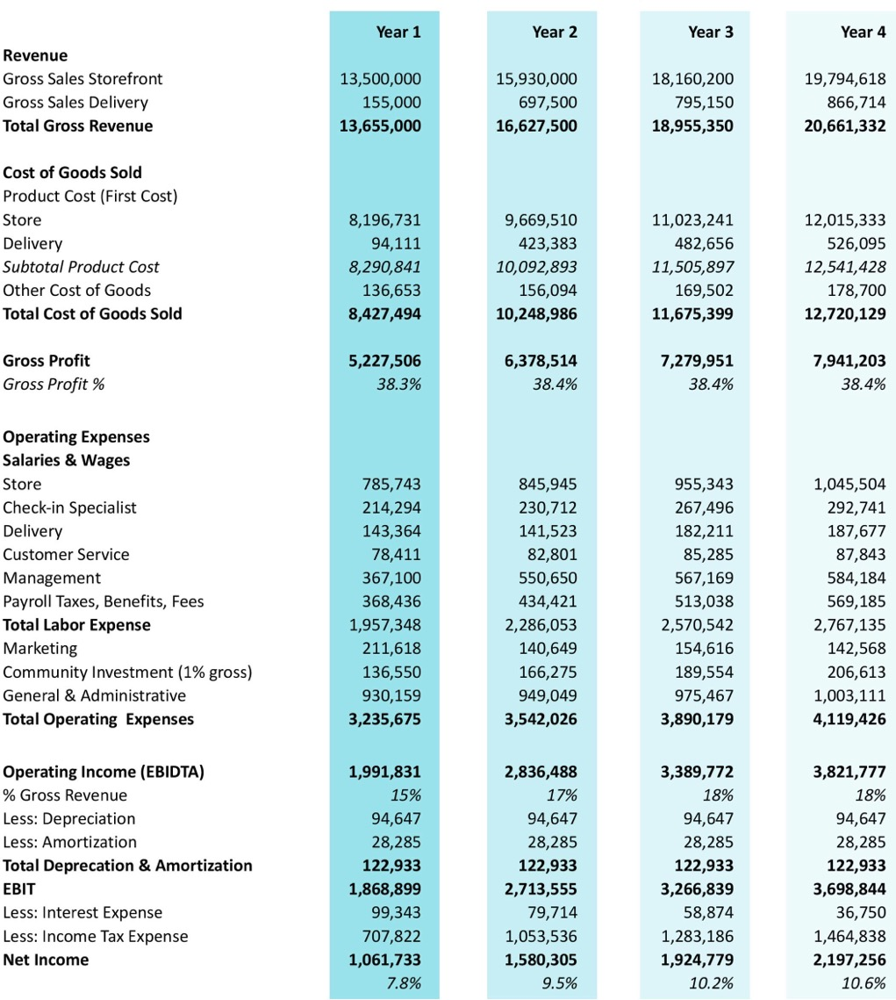 Year 1 Year 2 Year 3 Year 4
Revenue
Gross Sales Storefront 13,500,000 15,930,000 18,160,200 19,794,618
Gross Sales Delivery 155,000 697,500 795,150 866,714
Total Gross Revenue 13,655,000 16,627,500 18,955,350 20,661,332
Cost of Goods Sold
Product Cost (First Cost)
Store 8,196,731 9,669,510 11,023,241 12,015,333
Delivery 94,111 423,383 482,656 526,095
Subtotal Product Cost 8,290,841 10,092,893 11,505,897 12,541,428
Other Cost of Goods 136,653 156,094 169,502 178,700
Total Cost of Goods Sold 8,427,494 10,248,986 11,675,399 12,720,129
Gross Profit 5,227,506 6,378,514 7,279,951 7,941,203
Gross Profit % 38.3% 38.4% 38.4% 38.4%
Operating Expenses
Salaries & Wages
Store 785,743 845,945 955,343 1,045,504
Check-in Specialist 214,294 230,712 267,496 292,741
Delivery 143,364 141,523 182,211 187,677
Customer Service 78,411 82,801 85,285 87,843
Management 367,100 550,650 567,169 584,184
Payroll Taxes, Benefits, Fees 368,436 434,421 513,038 569,185
Total Labor Expense 1,957,348 2,286,053 2,570,542 2,767,135
Marketing 211,618 140,649 154,616 142,568
Community Investment (1% gross) 136,550 166,275 189,554 206,613
General & Administrative 930,159 949,049 975,467 1,003,111
Total Operating Expenses 3,235,675 3,542,026 3,890,179 4,119,426
Operating Income (EBIDTA) 1,991,831 2,836,488 3,389,772 3,821,777
% Gross Revenue 15% 17% 18% 18%
Less: Depreciation 94,647 94,647 94,647 94,647
Less: Amortization 28,285 28,285 28,285 28,285
Total Deprecation & Amortization 122,933 122,933 122,933 122,933
EBIT 1,868,899 2,713,555 3,266,839 3,698,844
Less: Interest Expense 99,343 79,714 58,874 36,750
Less: Income Tax Expense 707,822 1,053,536 1,283,186 1,464,838
Net Income 1,061,733 1,580,305 1,924,779 2,197,256
7.8% 9.5% 10.2% 10.6%